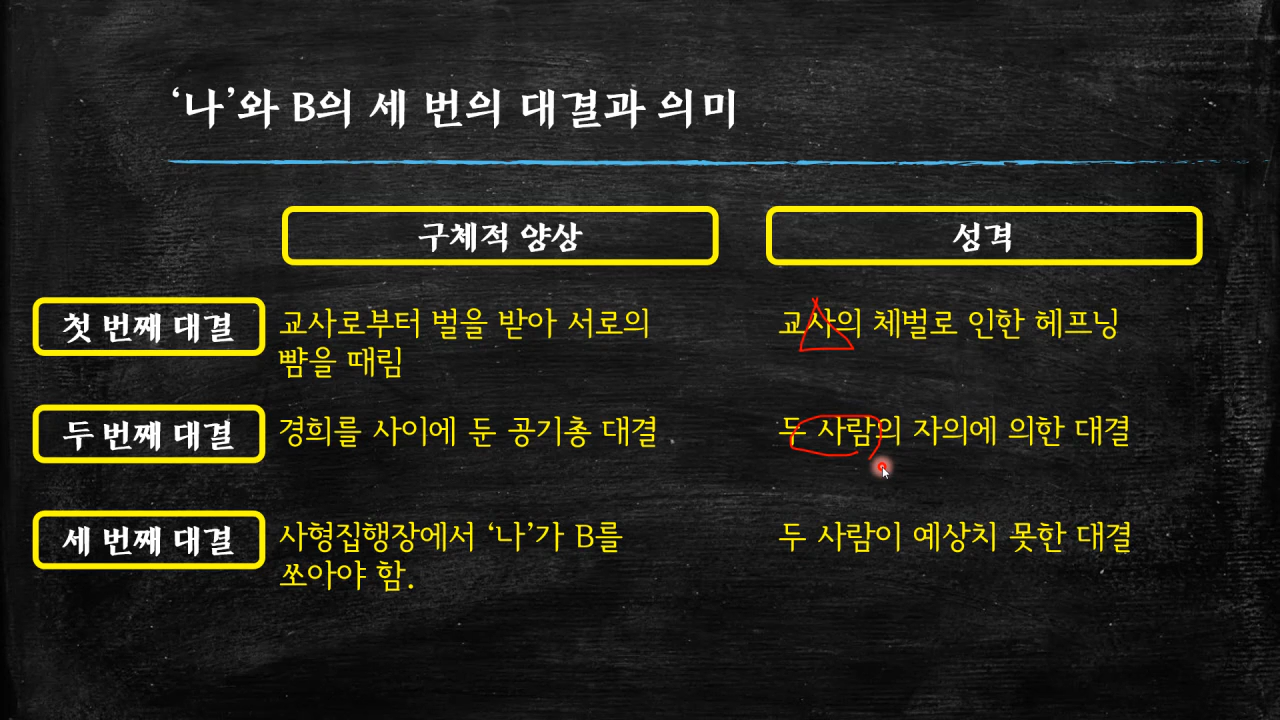 ‘나’와 B의 세 번의 대결과 의미
구체적 양상
성격
첫 번째 대결
교사로부터 벌을 받아 서로의
뺨을 때림
교사의 체벌로 인한 헤프닝
두 번째 대결
경희를 사이에 둔 공기총 대결
두 사람의 자의에 의한 대결
세 번째 대결
사형집행장에서 ‘나’가 B를
쏘아야 함.
두 사람이 예상치 못한 대결